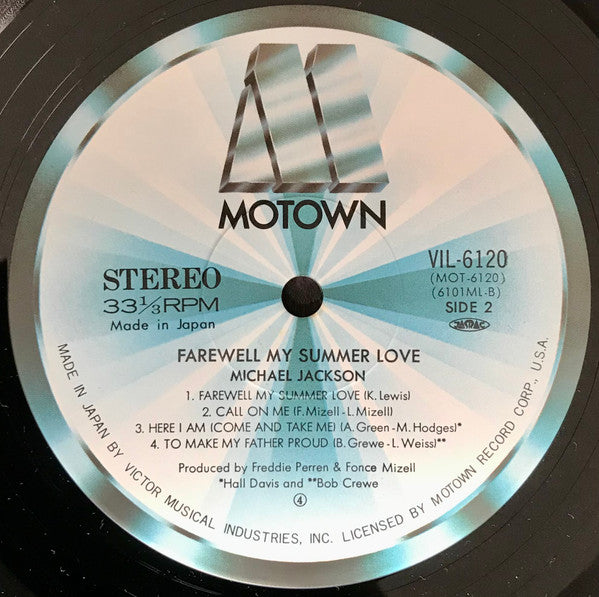 MOTOWN
STEREO
33⅓RPM
Made in Japan
VIL-6120
(MOT-6120)
(6101ML-B)
SIDE 2
JASRAC
FAREWELL MY SUMMER LOVE
MICHAEL JACKSON
1. FAREWELL MY SUMMER LOVE (K. Lewis)
2. CALL ON ME (F. Mizell-L. Mizell)
3. HERE I AM (COME AND TAKE ME) (A. Green-M. Hodges)*
4. TO MAKE MY FATHER PROUD (B. Grewe-L. Weiss)**
Produced by Freddie Perren & Fonce Mizell
*Hall Davis and **Bob Crewe
④
MADE IN JAPAN BY VICTOR MUSICAL INDUSTRIES, INC. LICENSED BY MOTOWN RECORD CORP., U.S.A.